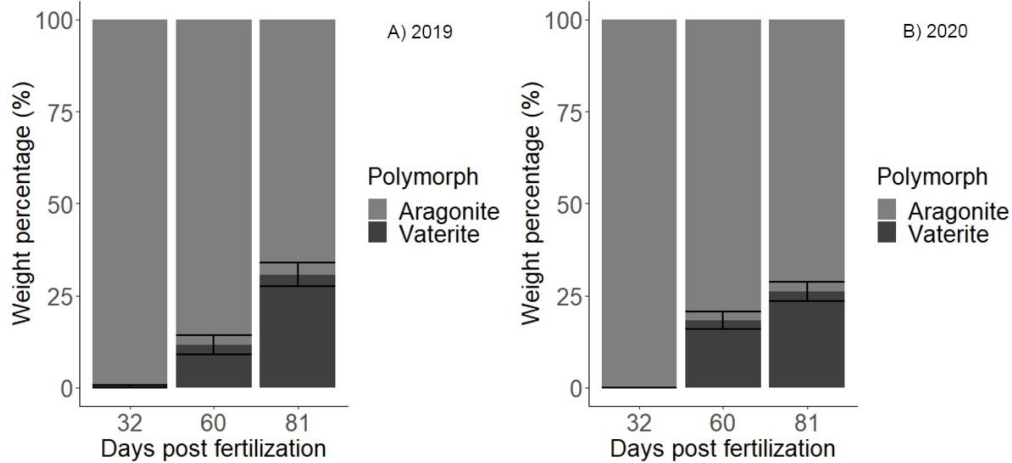 A) 2019
Weight percentage (%)
100
75
50
25
0
32 60 81
Days post fertilization
Polymorph
Aragonite
Vaterite
B) 2020
Weight percentage (%)
100
75
50
25
0
32 60 81
Days post fertilization
Polymorph
Aragonite
Vaterite